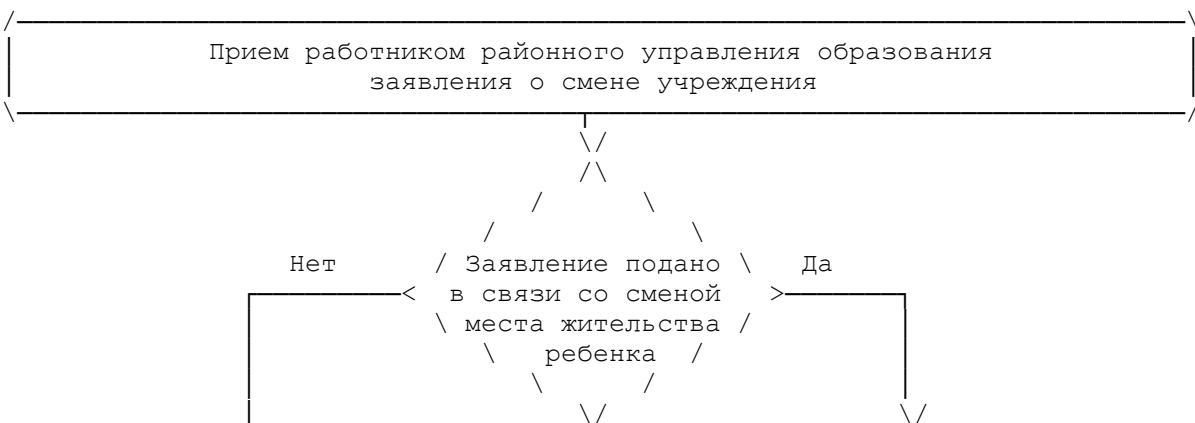 Прием работником районного управления образования
заявления о смене учреждения
Нет
Заявление подано
Да
в связи со сменой
места жительства
ребенка